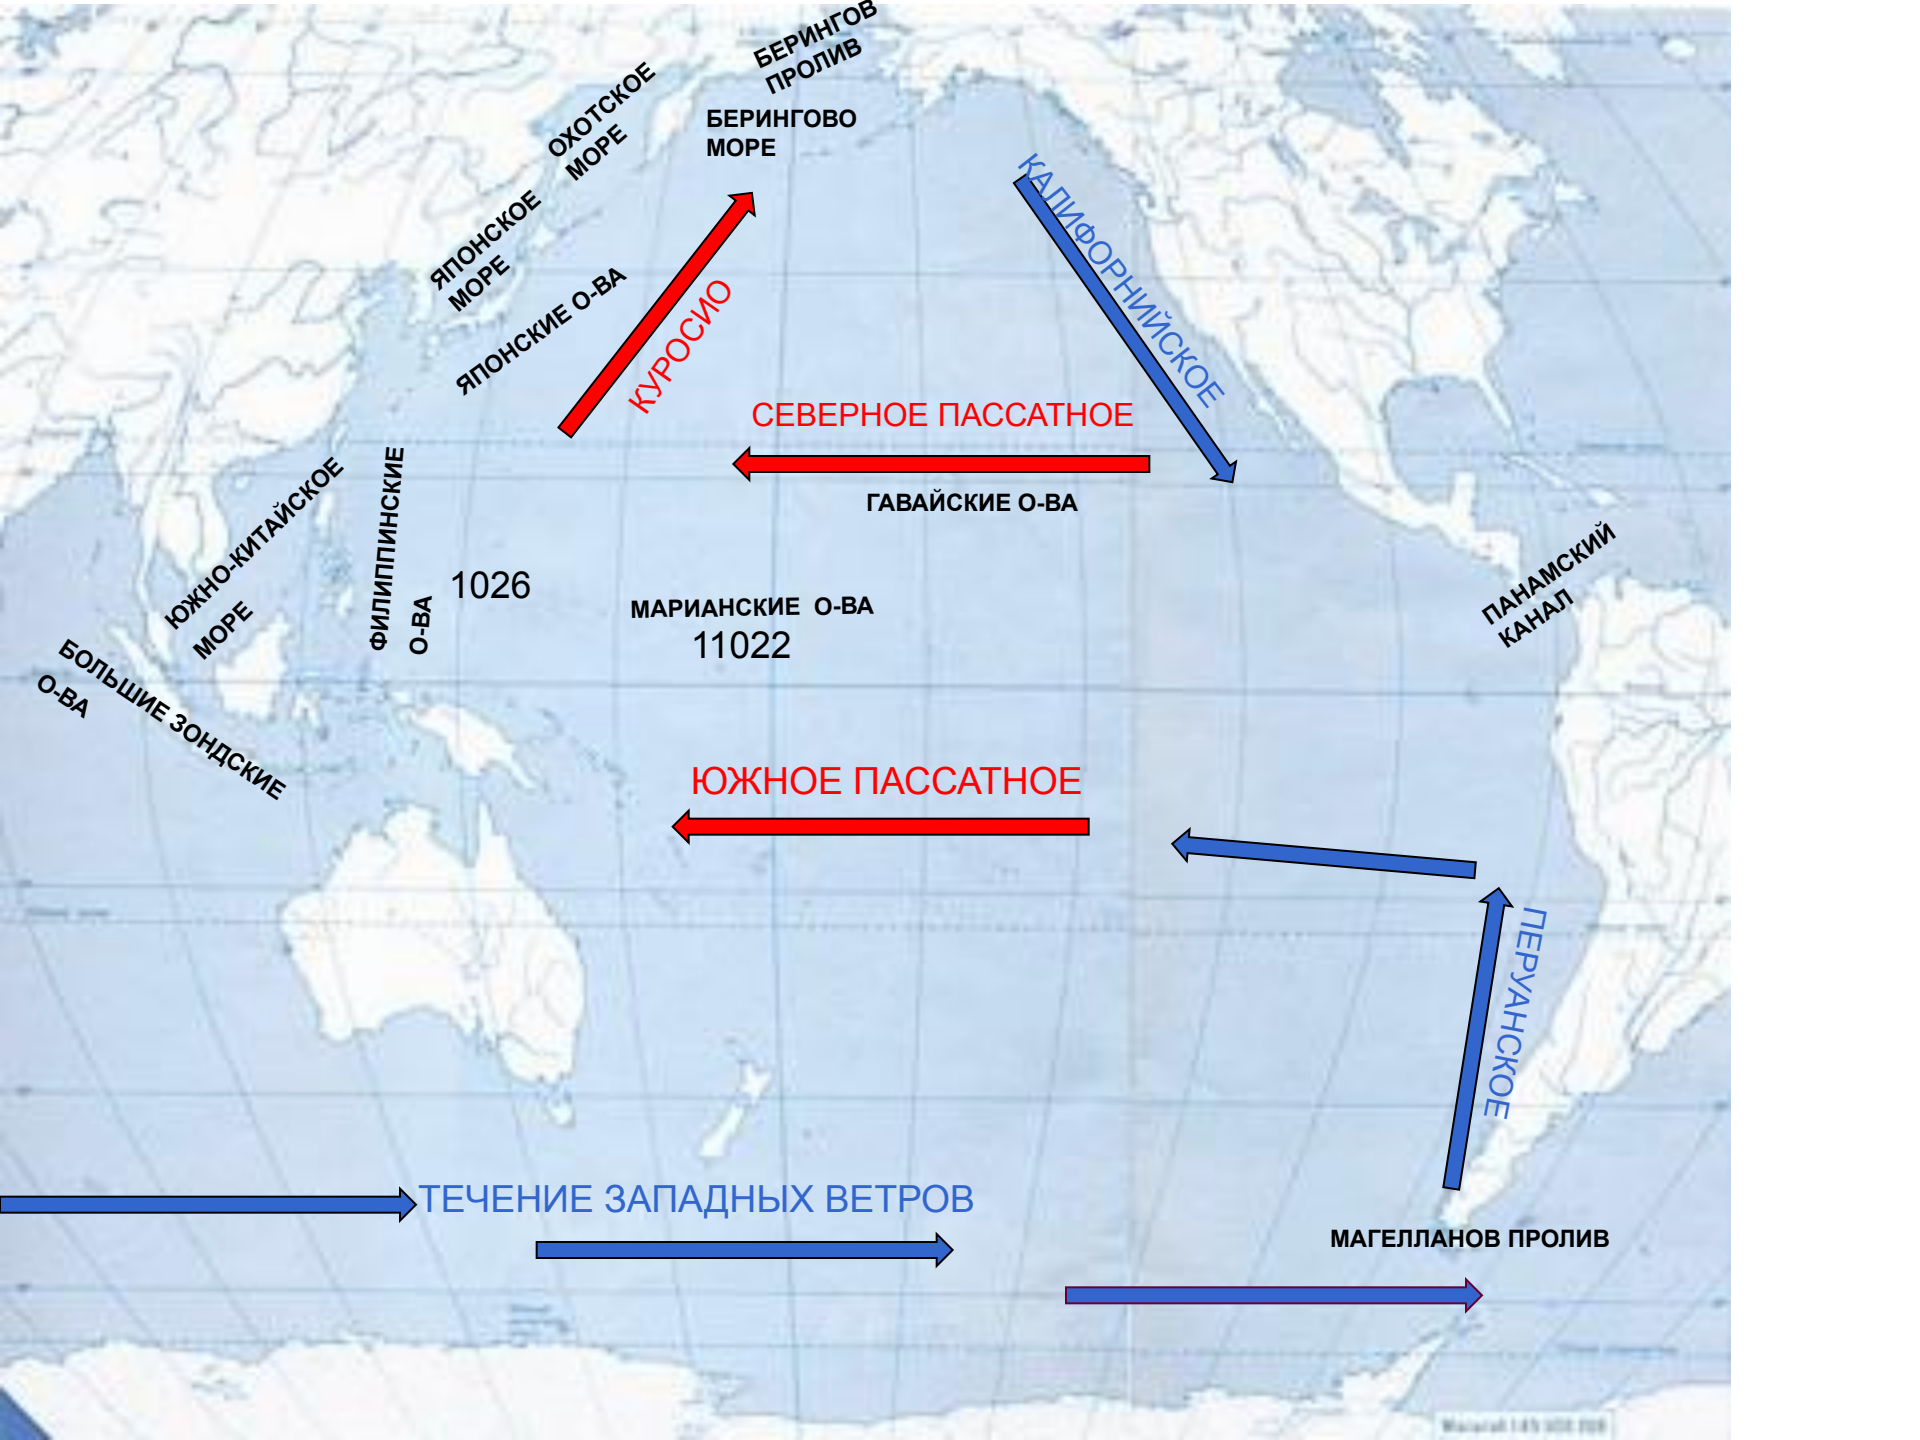 БЕРИНГОВ
ПРОЛИВ
ОХОТСКОЕ
МОРЕ
БЕРИНГОВО
МОРЕ
ЯПОНСКОЕ
МОРЕ
ЯПОНСКИЕ О-ВА
КУРОСИО
КАЛИФОРНИЙСКОЕ
СЕВЕРНОЕ ПАССАТНОЕ
ГАВАЙСКИЕ О-ВА
ЮЖНО-КИТАЙСКОЕ
МОРЕ
ФИЛИППИНСКИЕ
О-ВА
1026
МАРИАНСКИЕ О-ВА
11022
ПАНАМСКИЙ
КАНАЛ
БОЛЬШИЕ ЗОНДСКИЕ
О-ВА
ЮЖНОЕ ПАССАТНОЕ
ПЕРУАНСКОЕ
ТЕЧЕНИЕ ЗАПАДНЫХ ВЕТРОВ
МАГЕЛЛАНОВ ПРОЛИВ